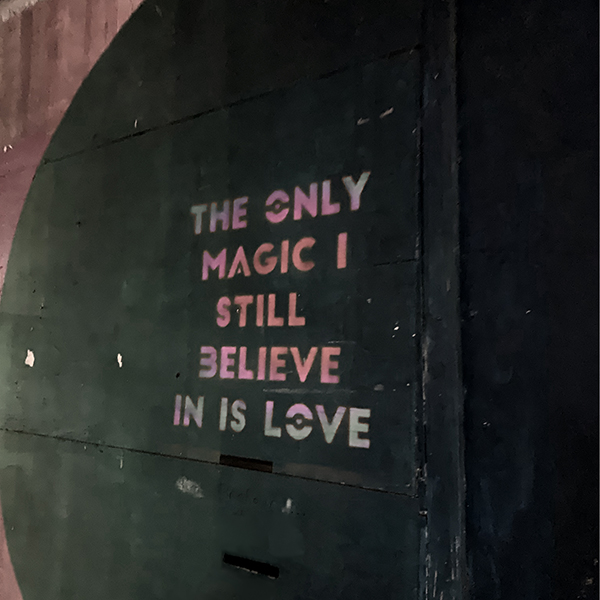 THE ONLY
MAGIC I
STILL
BELIEVE
IN IS LOVE